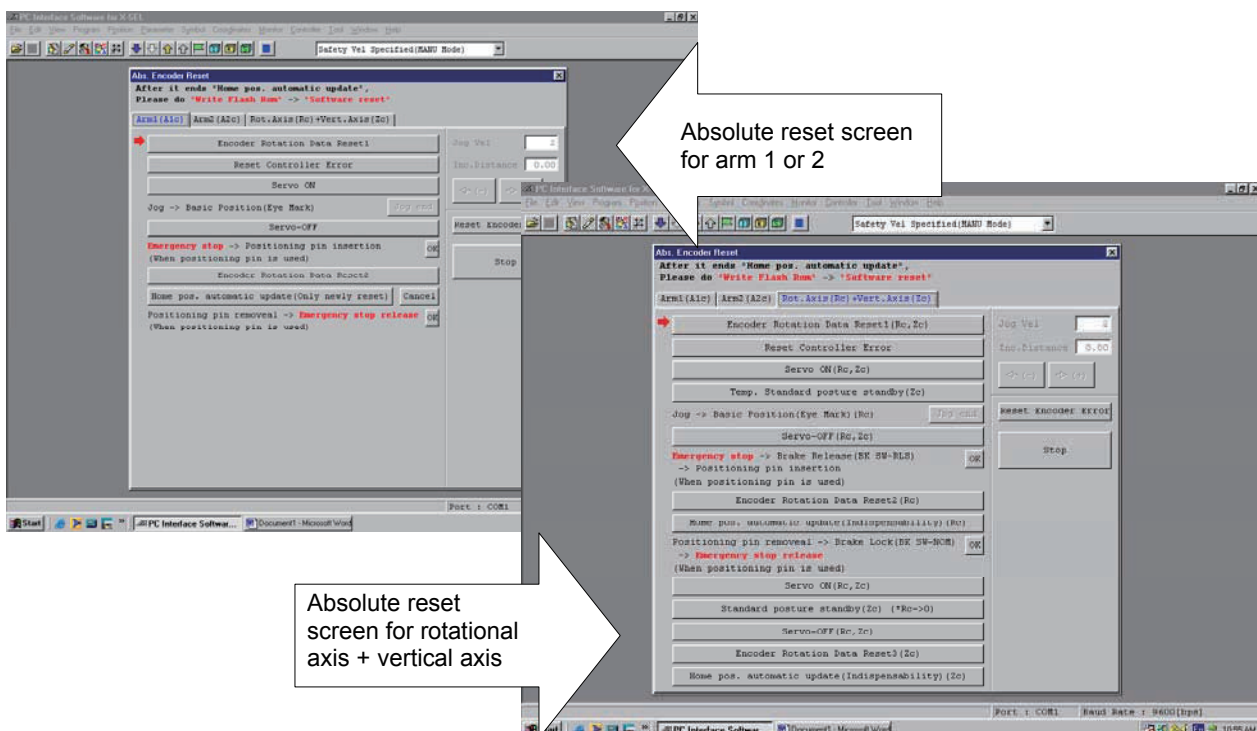 PC Interface Software for X-SEL
File Edit View Program Position Parameter Symbol Coordinates Monitor Controller Tool Window Help
Safety Vel Specified(MANU Mode)
Abs. Encoder Reset
After it ends "Home pos. automatic update",
Please do "Write Flash Rom" -> "Software reset"
Arm1(A1c) Arm2(A2c) Rot.Axis(Rc)+Vert.Axis(Zc)
Encoder Rotation Data Reset1
Reset Controller Error
Servo ON
Jog -> Basic Position(Eye Mark) Jog end
Servo-OFF
Emergency stop -> Positioning pin insertion OK
(When positioning pin is used)
Encoder Rotation Data Reset2
Home pos. automatic update(Only newly reset) Cancel
Positioning pin removeal -> Emergency stop release OK
(When positioning pin is used)
Jog Vel 2
Inc.Distance 0.00
Reset Encoder
Stop
Port : COM1
Start PC Interface Softwar... Document1 - Microsoft Word
Absolute reset screen
for arm 1 or 2
PC Interface Software for X
File Edit View Program Position Symbol Coordinates Monitor Controller Tool Window Help
Safety Vel Specified(MANU Mode)
Abs. Encoder Reset
After it ends "Home pos. automatic update",
Please do "Write Flash Rom" -> "Software reset"
Arm1(A1c) Arm2(A2c) Rot.Axis(Rc)+Vert.Axis(Zc)
Encoder Rotation Data Reset1(Rc,Zc)
Reset Controller Error
Servo ON(Rc,Zc)
Temp. Standard posture standby(Zc)
Jog -> Basic Position(Eye Mark)(Rc) Jog end
Servo-OFF(Rc,Zc)
Emergency stop -> Brake Release(BK SW-RLS) OK
-> Positioning pin insertion
(When positioning pin is used)
Encoder Rotation Data Reset2(Rc)
Home pos. automatic update(Indispensability)(Rc)
Positioning pin removeal -> Brake Lock(BK SW-NOM) OK
-> Emergency stop release
(When positioning pin is used)
Servo ON(Rc,Zc)
Standard posture standby(Zc) (*Rc->0)
Servo-OFF(Rc,Zc)
Encoder Rotation Data Reset3(Zc)
Home pos. automatic update(Indispensability)(Zc)
Jog Vel 2
Inc.Distance 0.00
(-) (+)
Reset Encoder Error
Stop
Port : COM1 Baud Rate : 9600[bps]
PC Interface Softwar... Document1 - Microsoft Word 10:55 AM
Absolute reset
screen for rotational
axis + vertical axis